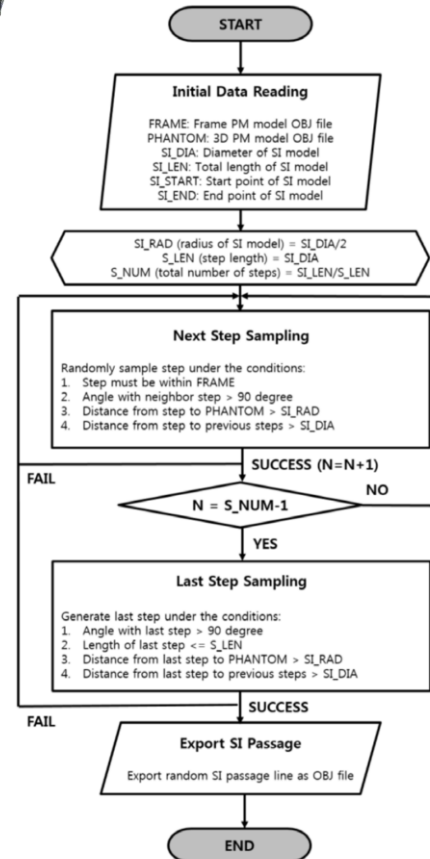 START
Initial Data Reading
FRAME: Frame PM model OBJ file
PHANTOM: 3D PM model OBJ file
SI_DIA: Diameter of SI model
SI_LEN: Total length of SI model
SI_START: Start point of SI model
SI_END: End point of SI model
SI_RAD (radius of SI model) = SI_DIA/2
S_LEN (step length) = SI_DIA
S_NUM (total number of steps) = SI_LEN/S_LEN
Next Step Sampling
Randomly sample step under the conditions:
1. Step must be within FRAME
2. Angle with neighbor step > 90 degree
3. Distance from step to PHANTOM > SI_RAD
4. Distance from step to previous steps > SI_DIA
FAIL
SUCCESS (N=N+1)
N = S_NUM-1
NO
YES
Last Step Sampling
Generate last step under the conditions:
1. Angle with last step > 90 degree
2. Length of last step <= S_LEN
3. Distance from last step to PHANTOM > SI_RAD
4. Distance from last step to previous steps > SI_DIA
FAIL
SUCCESS
Export SI Passage
Export random SI passage line as OBJ file
END